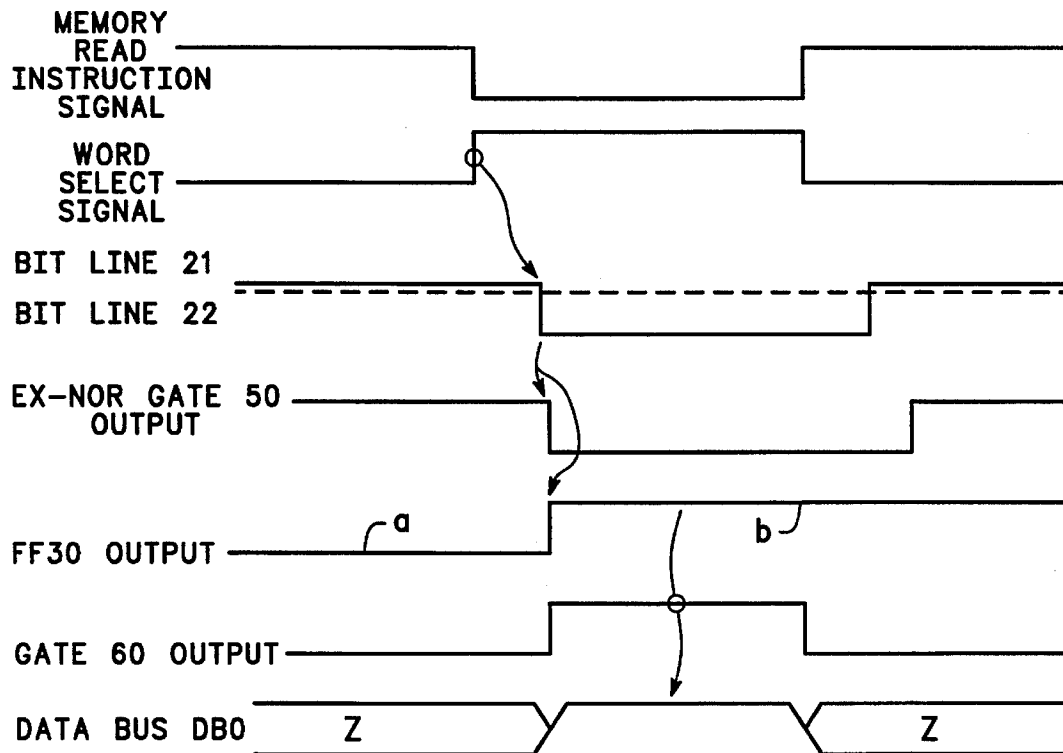 MEMORY
READ
INSTRUCTION
SIGNAL
WORD
SELECT
SIGNAL
BIT LINE 21
BIT LINE 22
EX-NOR GATE 50
OUTPUT
a
b
FF30 OUTPUT
GATE 60 OUTPUT
DATA BUS DB0
Z
Z